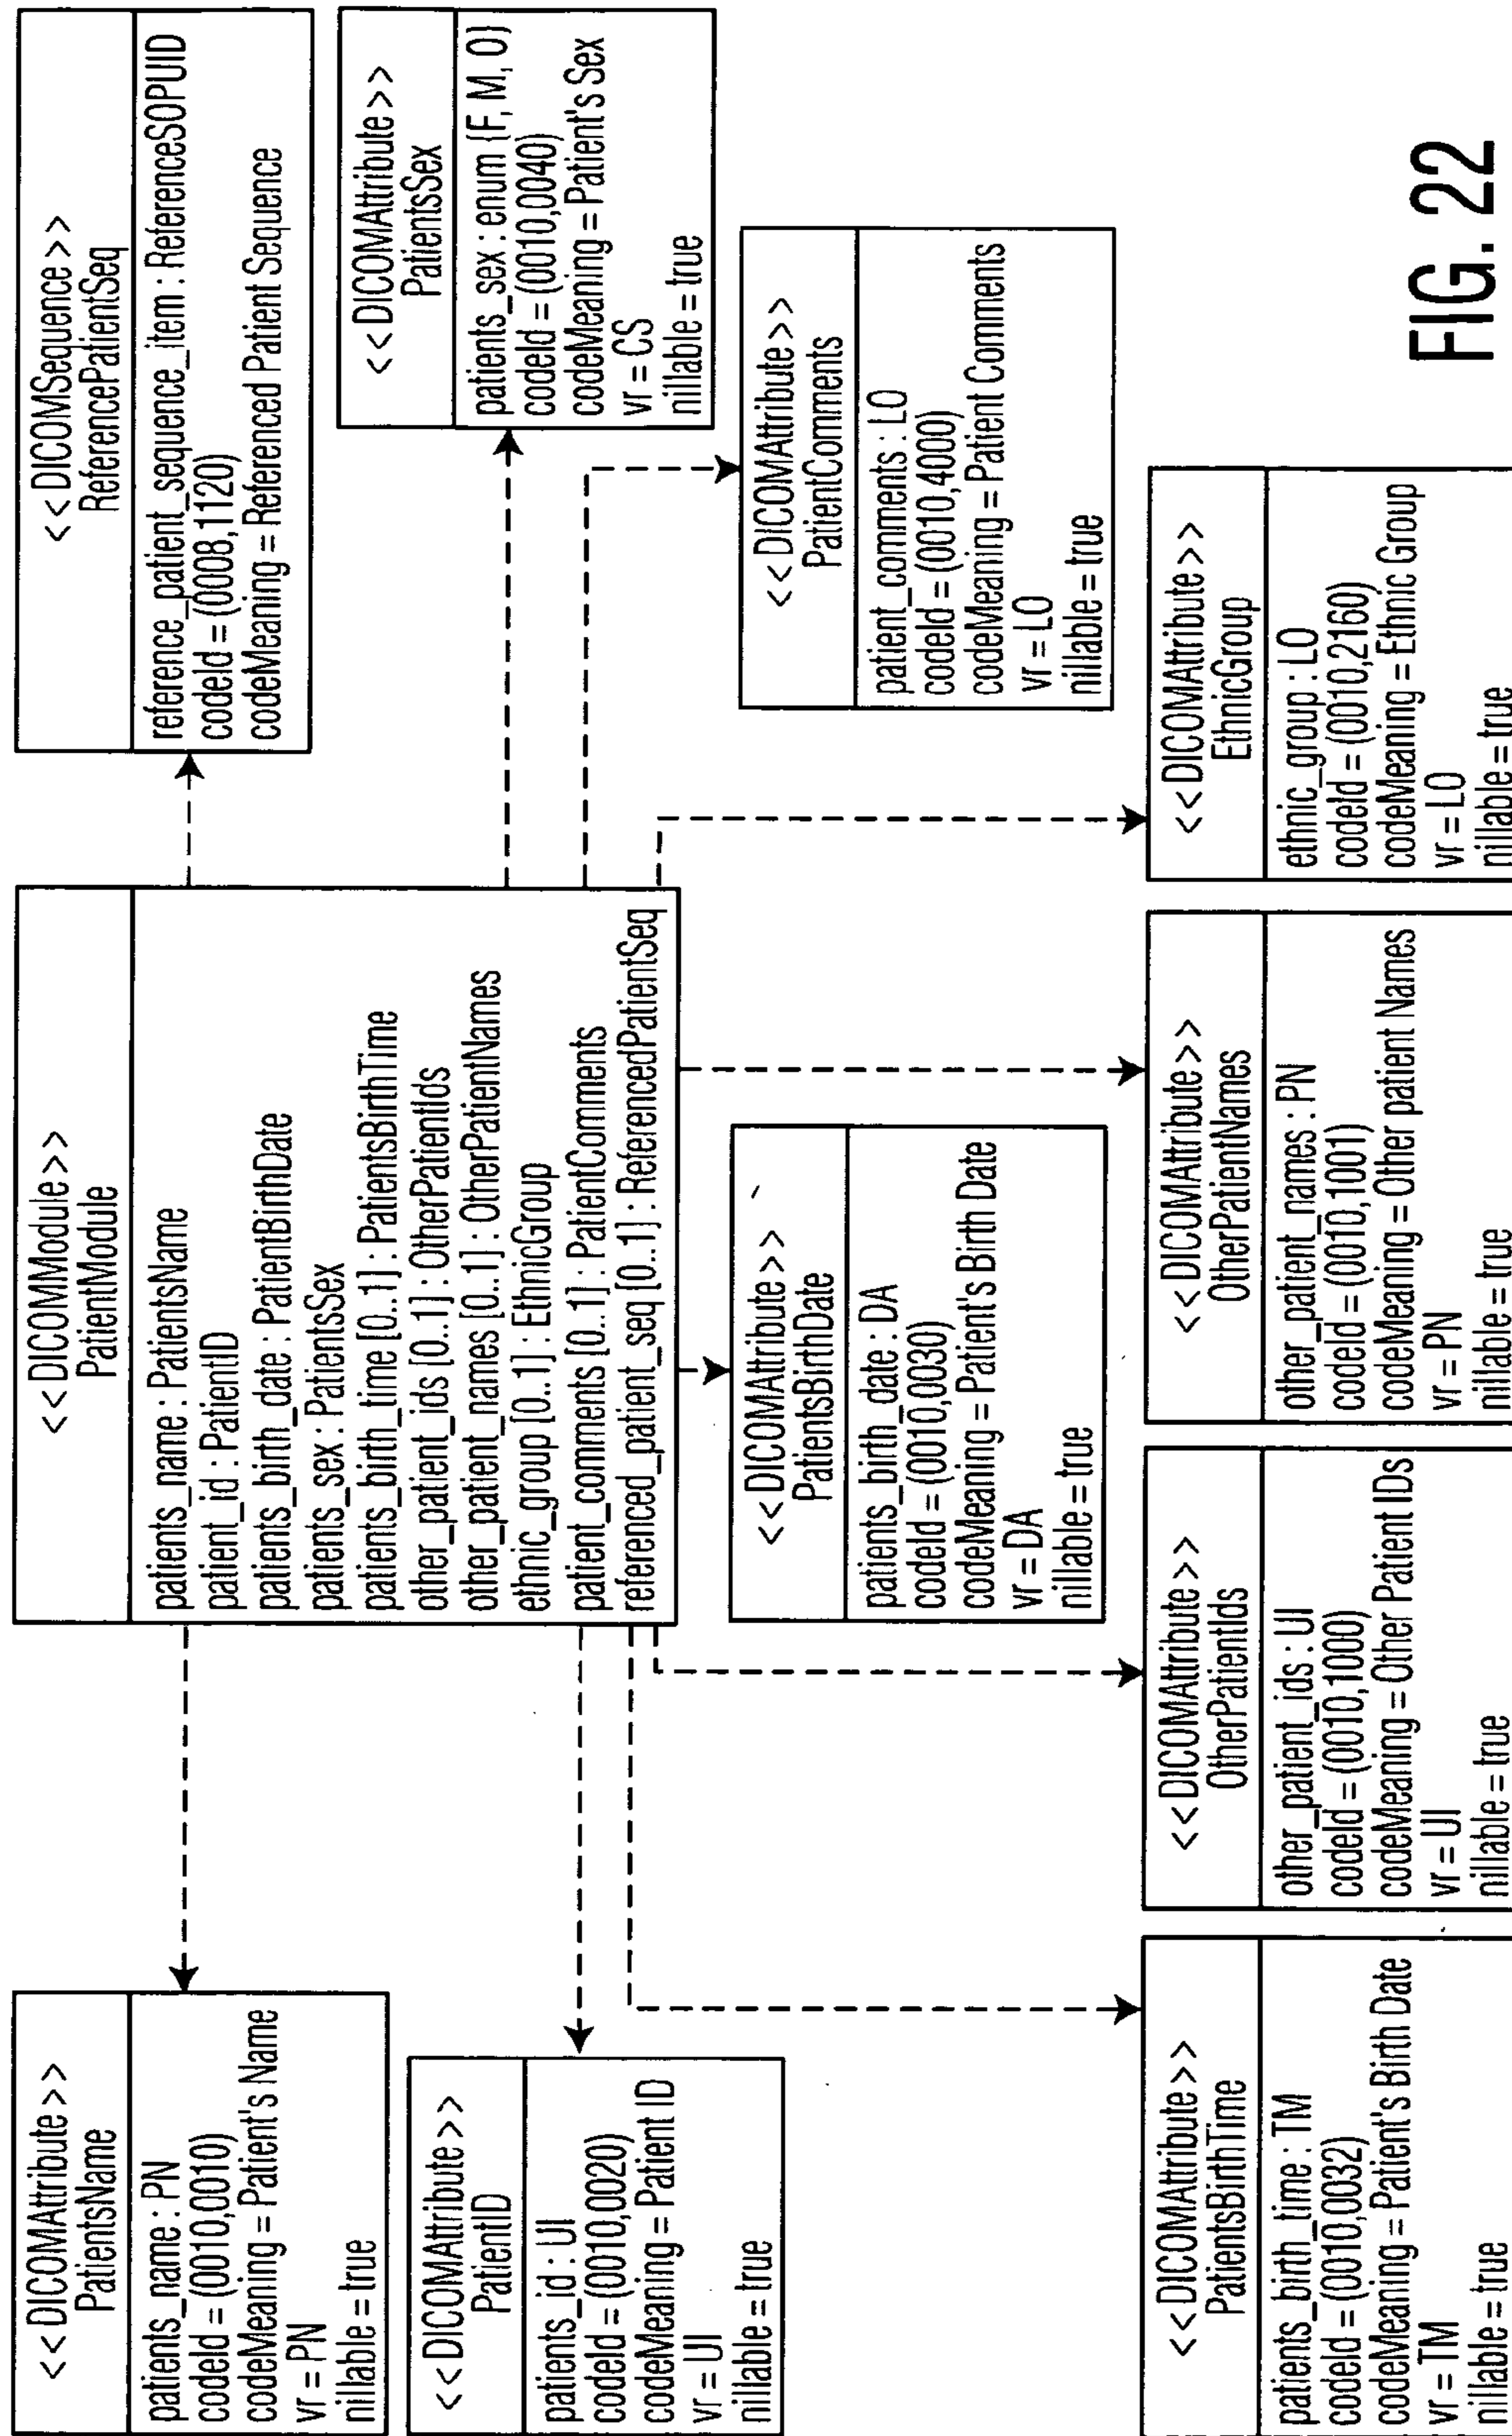 <<DICOMAttribute>>
PatientsName
patients_name : PN
codeId = (0010,0010)
codeMeaning = Patient's Name
vr = PN
nillable = true
<<DICOMModule>>
PatientModule
patients_name : PatientsName
patient_id : PatientID
patients_birth_date : PatientBirthDate
patients_sex : PatientsSex
patients_birth_time [0..1] : PatientsBirthTime
other_patient_ids [0..1] : OtherPatientIds
other_patient_names [0..1] : OtherPatientNames
ethnic_group [0..1] : EthnicGroup
patient_comments [0..1] : PatientComments
referenced_patient_seq [0..1] : ReferencedPatientSeq
<<DICOMSequence>>
ReferencePatientSeq
reference_patient_sequence_item : ReferenceSOPUID
codeId = (0008,1120)
codeMeaning = Referenced Patient Sequence
<<DICOMAttribute>>
PatientsSex
patients_sex : enum {F, M, O}
codeId = (0010,0040)
codeMeaning = Patient's Sex
vr = CS
nillable = true
<<DICOMAttribute>>
PatientID
patients_id : UI
codeId = (0010,0020)
codeMeaning = Patient ID
vr = UI
nillable = true
<<DICOMAttribute>>
PatientsBirthDate
patients_birth_date : DA
codeId = (0010,0030)
codeMeaning = Patient's Birth Date
vr = DA
nillable = true
<<DICOMAttribute>>
PatientComments
patient_comments : LO
codeId = (0010,4000)
codeMeaning = Patient Comments
vr = LO
nillable = true
<<DICOMAttribute>>
PatientsBirthTime
patients_birth_time : TM
codeId = (0010,0032)
codeMeaning = Patient's Birth Date
vr = TM
nillable = true
<<DICOMAttribute>>
OtherPatientIds
other_patient_ids : UI
codeId = (0010,1000)
codeMeaning = Other Patient IDs
vr = UI
nillable = true
<<DICOMAttribute>>
OtherPatientNames
other_patient_names : PN
codeId = (0010,1001)
codeMeaning = Other patient Names
vr = PN
nillable = true
<<DICOMAttribute>>
EthnicGroup
ethnic_group : LO
codeId = (0010,2160)
codeMeaning = Ethnic Group
vr = LO
nillable = true
FIG. 22